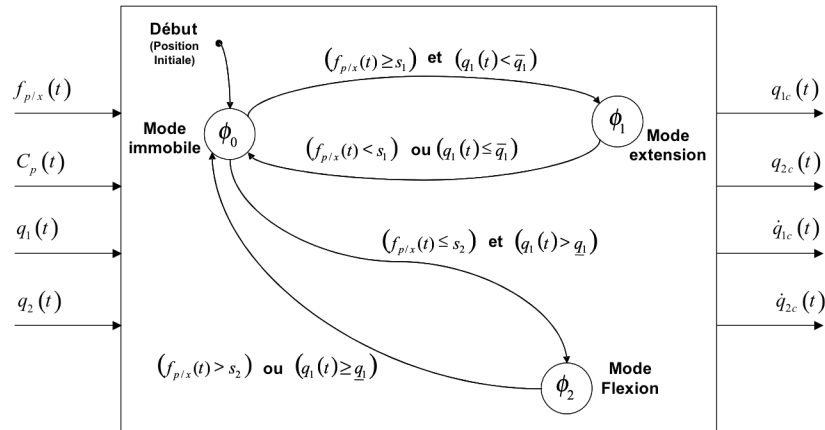 Début
(Position
Initiale)
(f_{p/x}(t) ≥ s_1) et (q_1(t) < q̅_1)
f_{p/x}(t)
C_p(t)
q_1(t)
q_2(t)
Mode
immobile
ϕ_0
ϕ_1
Mode
extension
(f_{p/x}(t) < s_1) ou (q_1(t) ≤ q̅_1)
(f_{p/x}(t) ≤ s_2) et (q_1(t) > q̲_1)
(f_{p/x}(t) > s_2) ou (q_1(t) ≥ q̲_1)
ϕ_2
Mode
Flexion
q_{1c}(t)
q_{2c}(t)
q̇_{1c}(t)
q̇_{2c}(t)